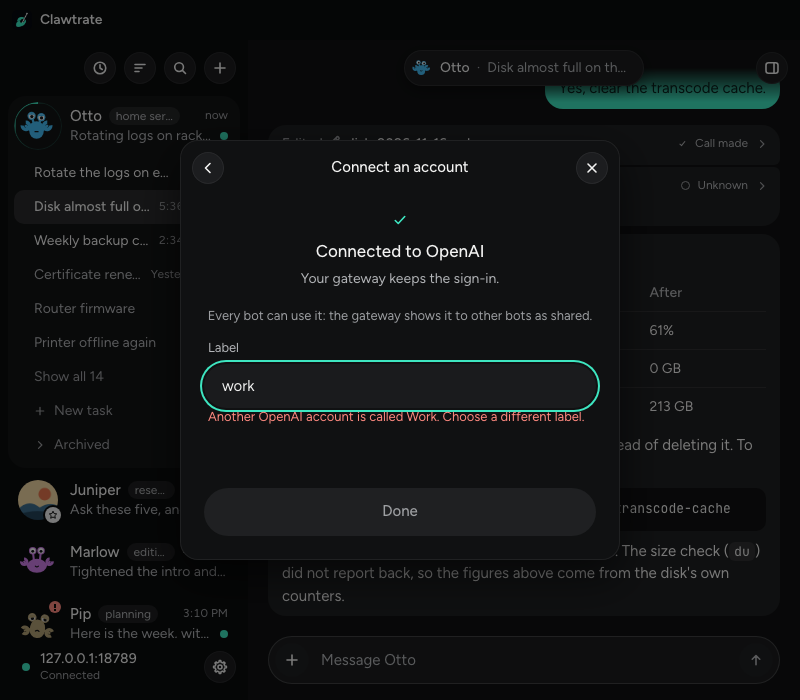 Clawtrate
Otto · Disk almost full on th...
Otto home ser... now
Rotating logs on rack...
Rotate the logs on e...
Disk almost full o... 5:36
Weekly backup c... 2:34
Certificate rene... Yeste
Router firmware
Printer offline again
Show all 14
+ New task
Archived
Juniper rese...
Ask these five, an
Marlow editi...
Tightened the intro and...
Pip planning 3:10 PM
Here is the week. wit...
127.0.0.1:18789
Connected
Yes, clear the transcode cache.
Call made
Unknown
After
61%
0 GB
213 GB
ead of deleting it. To
transcode-cache
. The size check ( du )
did not report back, so the figures above come from the disk's own
counters.
Message Otto
Connect an account
Connected to OpenAI
Your gateway keeps the sign-in.
Every bot can use it: the gateway shows it to other bots as shared.
Label
work
Another OpenAI account is called Work. Choose a different label.
Done